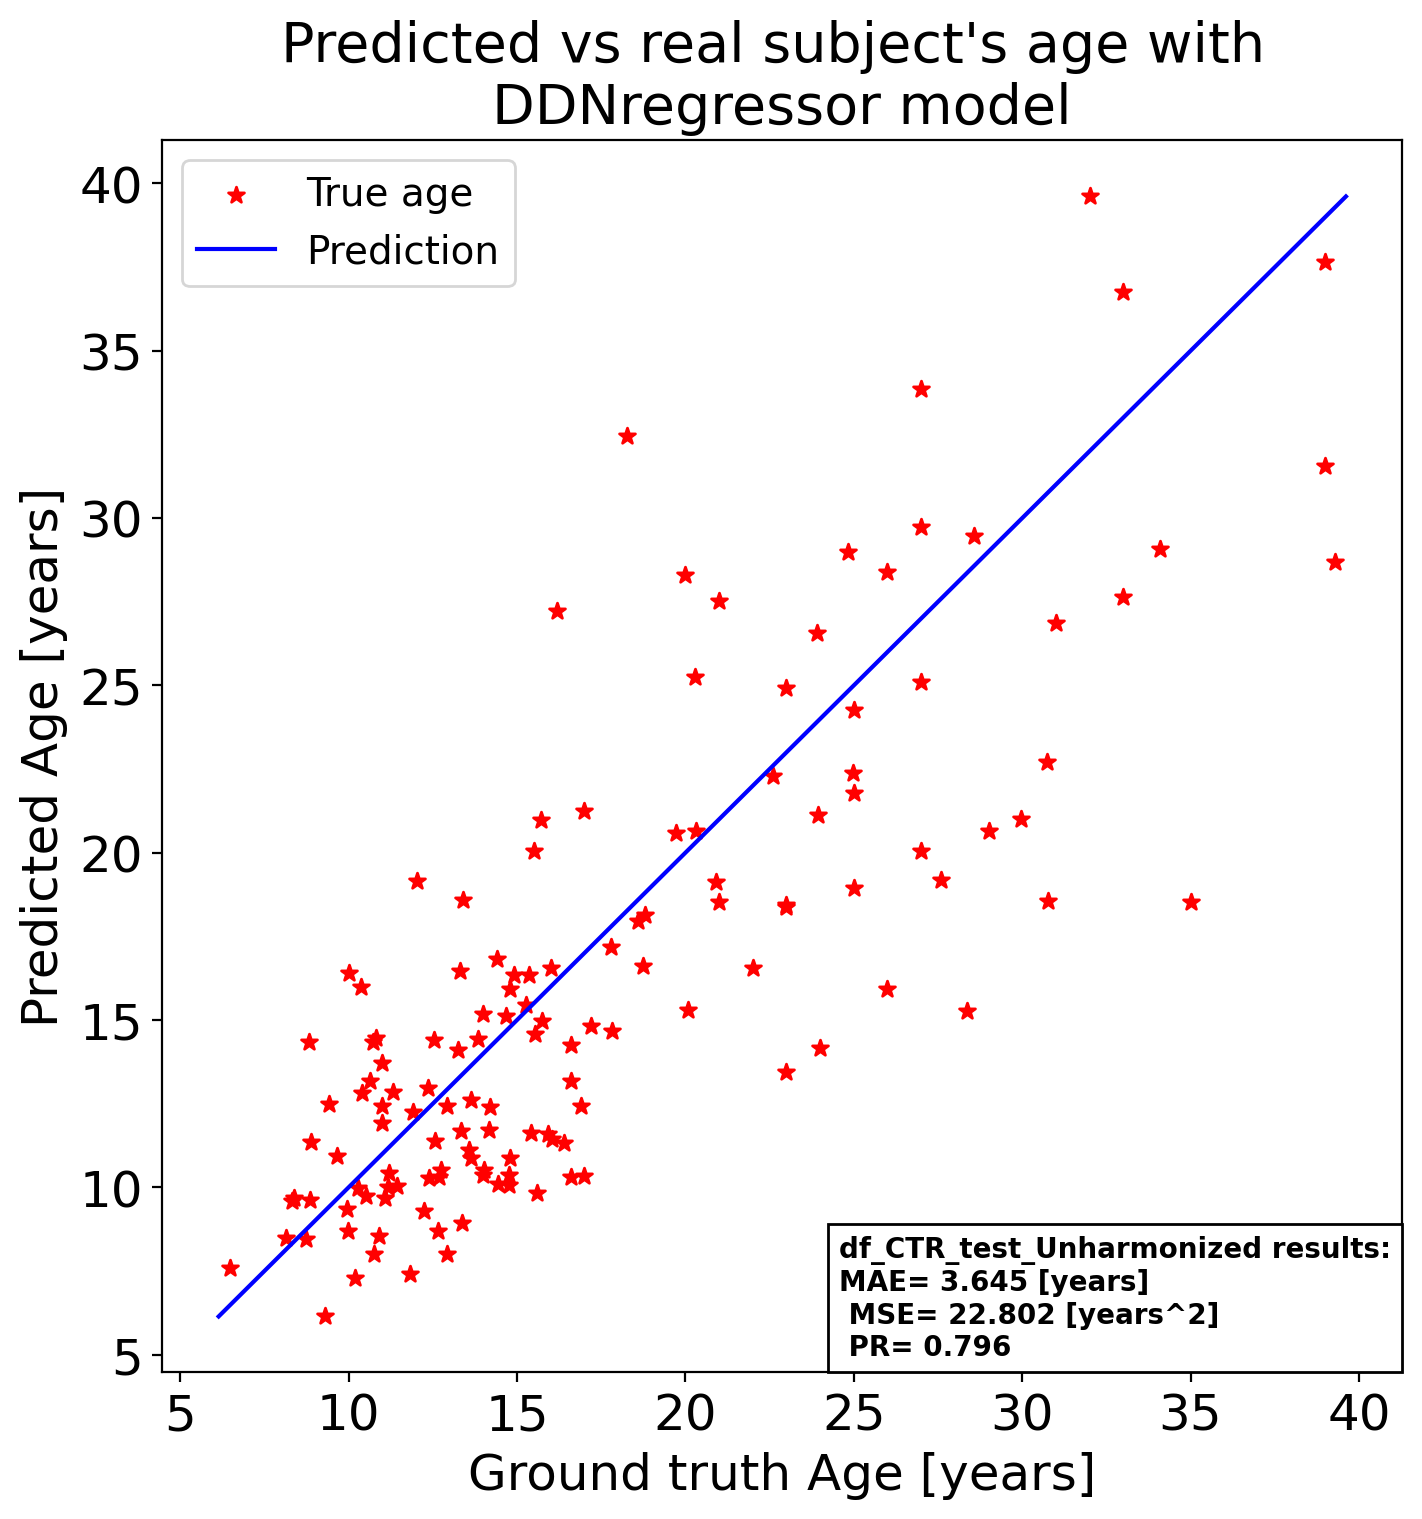 Predicted vs real subject's age with
DDNregressor model
True age
Prediction
Predicted Age [years]
40
35
30
25
20
15
10
5
df_CTR_test_Unharmonized results:
MAE= 3.645 [years]
MSE= 22.802 [years^2]
PR= 0.796
5 10 15 20 25 30 35 40
Ground truth Age [years]